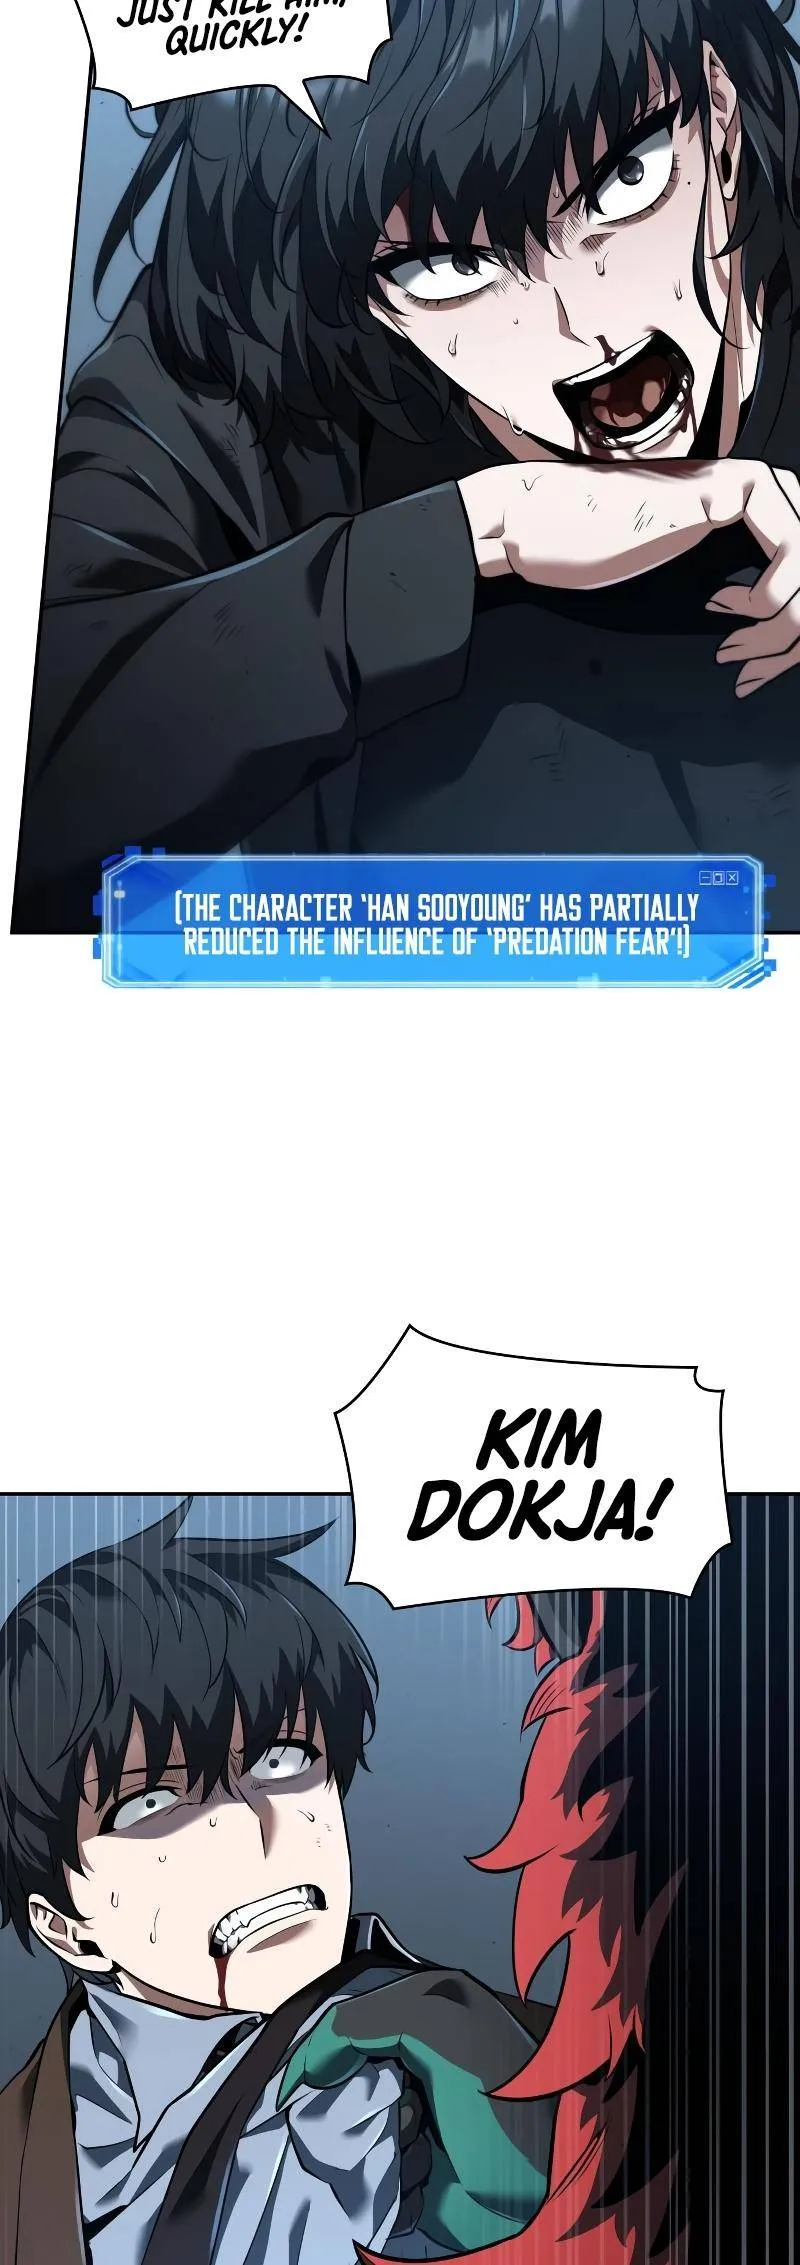 JUST KILL HIM,
QUICKLY!
[THE CHARACTER 'HAN SOOYOUNG' HAS PARTIALLY
REDUCED THE INFLUENCE OF 'PREDATION FEAR'!]
KIM
DOKJA!